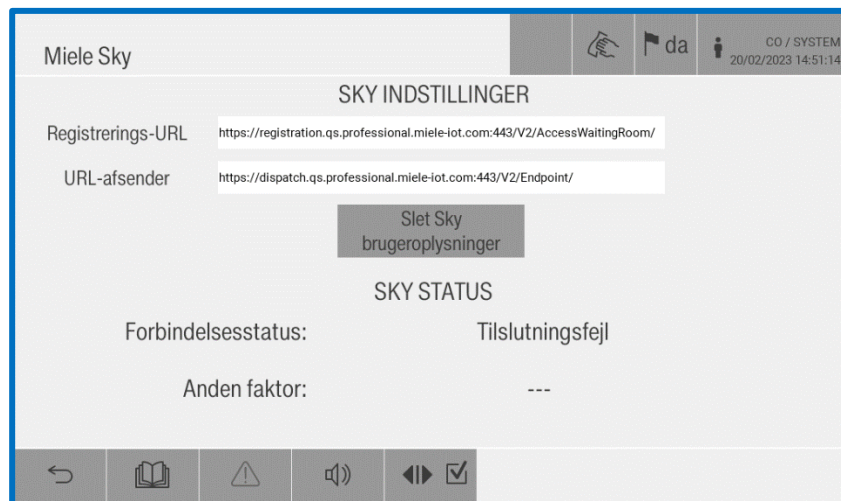 Miele Sky
da
CO / SYSTEM
20/02/2023 14:51:14
SKY INDSTILLINGER
Registrerings-URL
https://registration.qs.professional.miele-iot.com:443/V2/AccessWaitingRoom/
URL-afsender
https://dispatch.qs.professional.miele-iot.com:443/V2/Endpoint/
Slet Sky
brugeroplysninger
SKY STATUS
Forbindelsesstatus: Tilslutningsfejl
Anden faktor: ---